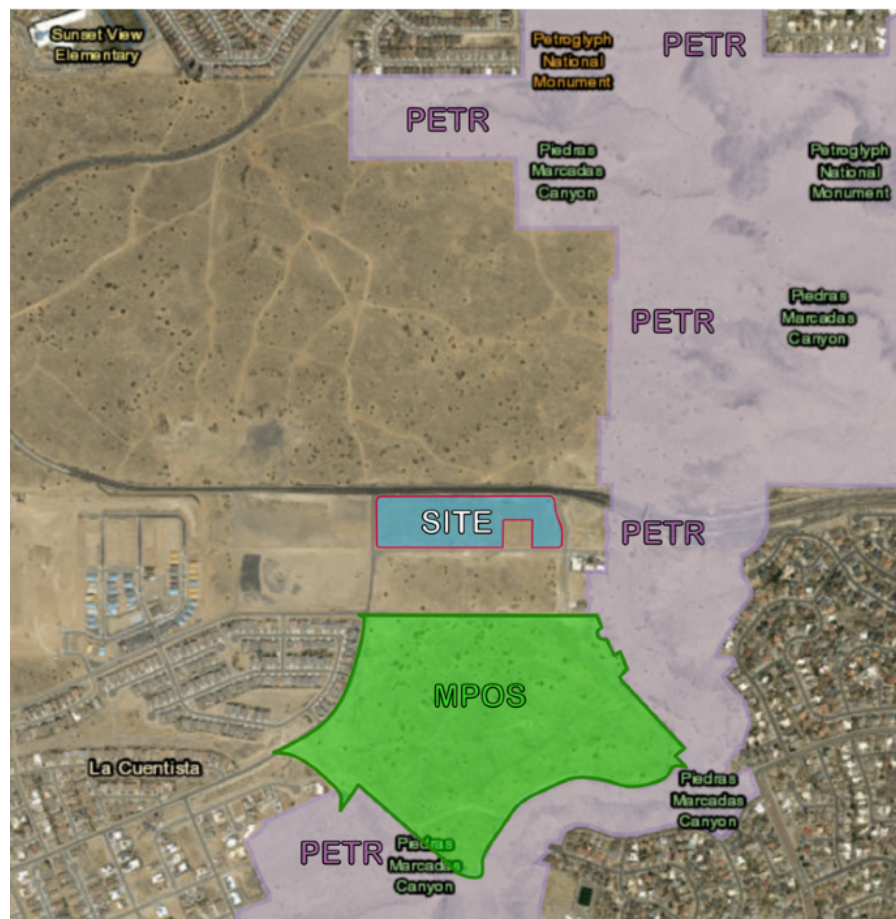 Sunset View
Elementary
Petroglyph
National
Monument
PETR
PETR
Piedras
Marcadas
Canyon
Petroglyph
National
Monument
PETR
Piedras
Marcadas
Canyon
SITE
PETR
MPOS
La Cuentista
Piedras
Marcadas
Canyon
PETR
Piedras
Marcadas
Canyon